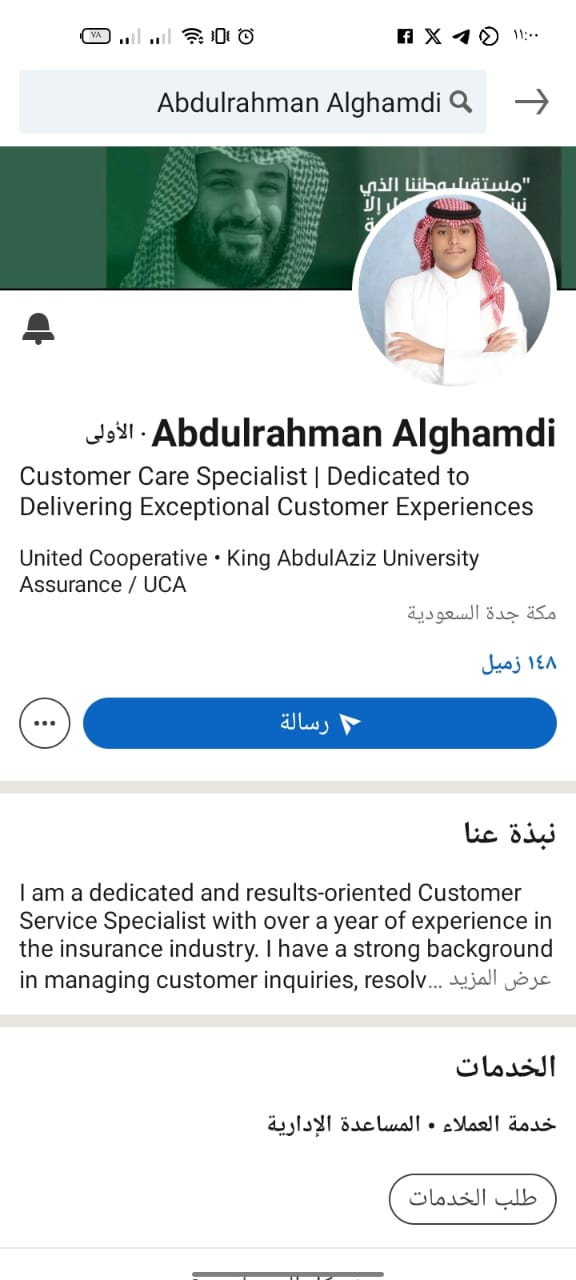 ٧٨
١١:٠٠
Abdulrahman Alghamdi
"مستقبل وطننا الذي
Abdulrahman Alghamdi · الأولى
Customer Care Specialist | Dedicated to
Delivering Exceptional Customer Experiences
United Cooperative • King AbdulAziz University
Assurance / UCA
مكة جدة السعودية
١٤٨ زميل
رسالة
نبذة عنا
I am a dedicated and results-oriented Customer
Service Specialist with over a year of experience in
the insurance industry. I have a strong background
in managing customer inquiries, resolv... عرض المزيد
الخدمات
خدمة العملاء • المساعدة الإدارية
طلب الخدمات